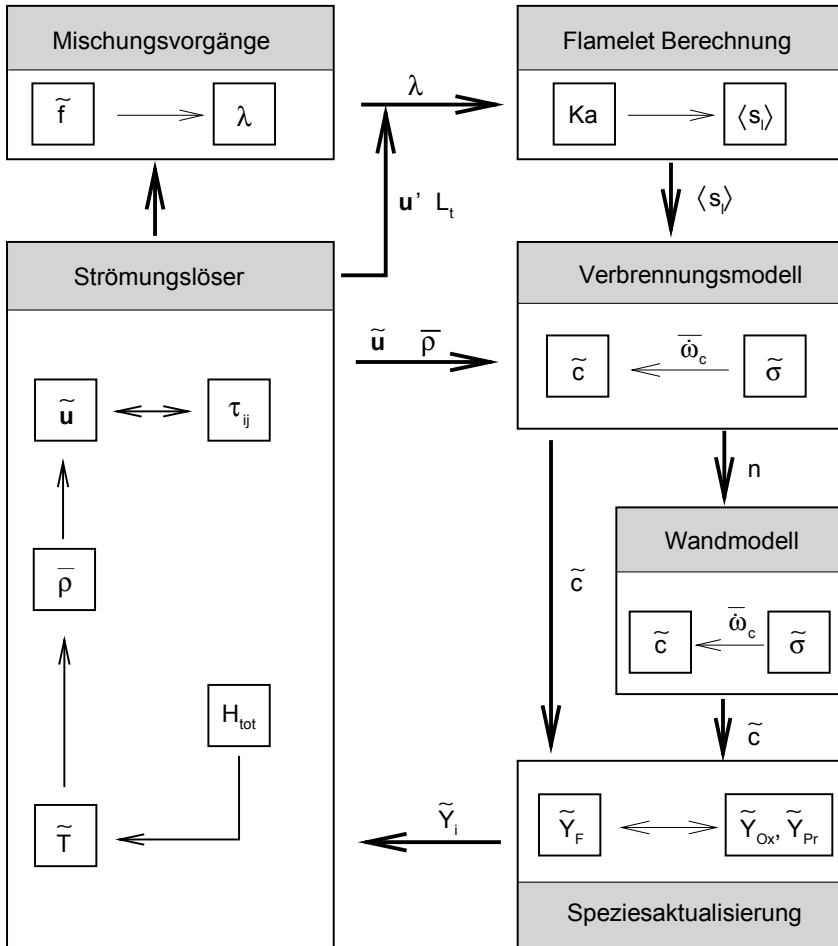 Mischungsvorgänge
f̃
λ
λ
Flamelet Berechnung
Ka
⟨s_l⟩
u' L_t
⟨s_l⟩
Strömungslöser
ũ
τ_ij
ρ̅
H_tot
T̃
ũ ρ̅
Verbrennungsmodell
c̃
ω̇̅_c
σ̃
n
c̃
Wandmodell
c̃
ω̇̅_c
σ̃
c̃
Ỹ_i
Ỹ_F
Ỹ_Ox, Ỹ_Pr
Speziesaktualisierung